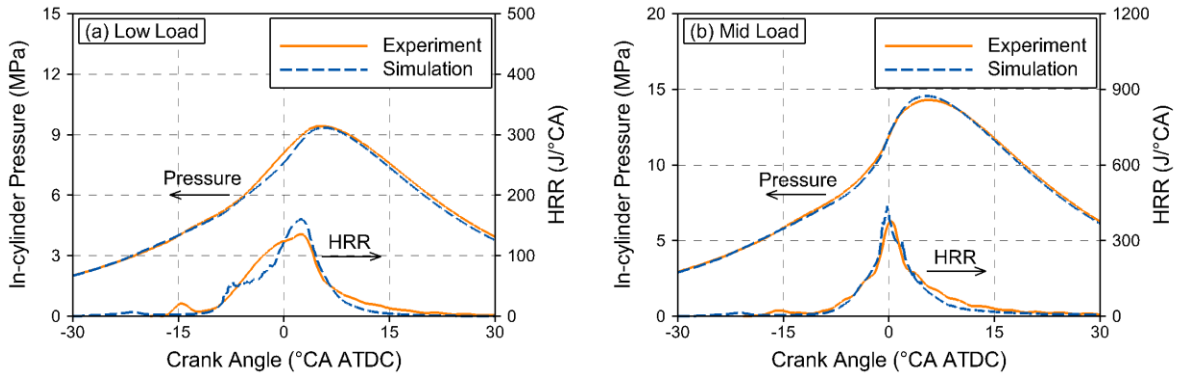 (a) Low Load
Experiment
Simulation
Pressure
HRR
15
12
9
6
3
0
In-cylinder Pressure (MPa)
500
400
300
200
100
0
HRR (J/°CA)
-30
-15
0
15
30
Crank Angle (°CA ATDC)
(b) Mid Load
Experiment
Simulation
Pressure
HRR
20
15
10
5
0
In-cylinder Pressure (MPa)
1200
900
600
300
0
HRR (J/°CA)
-30
-15
0
15
30
Crank Angle (°CA ATDC)